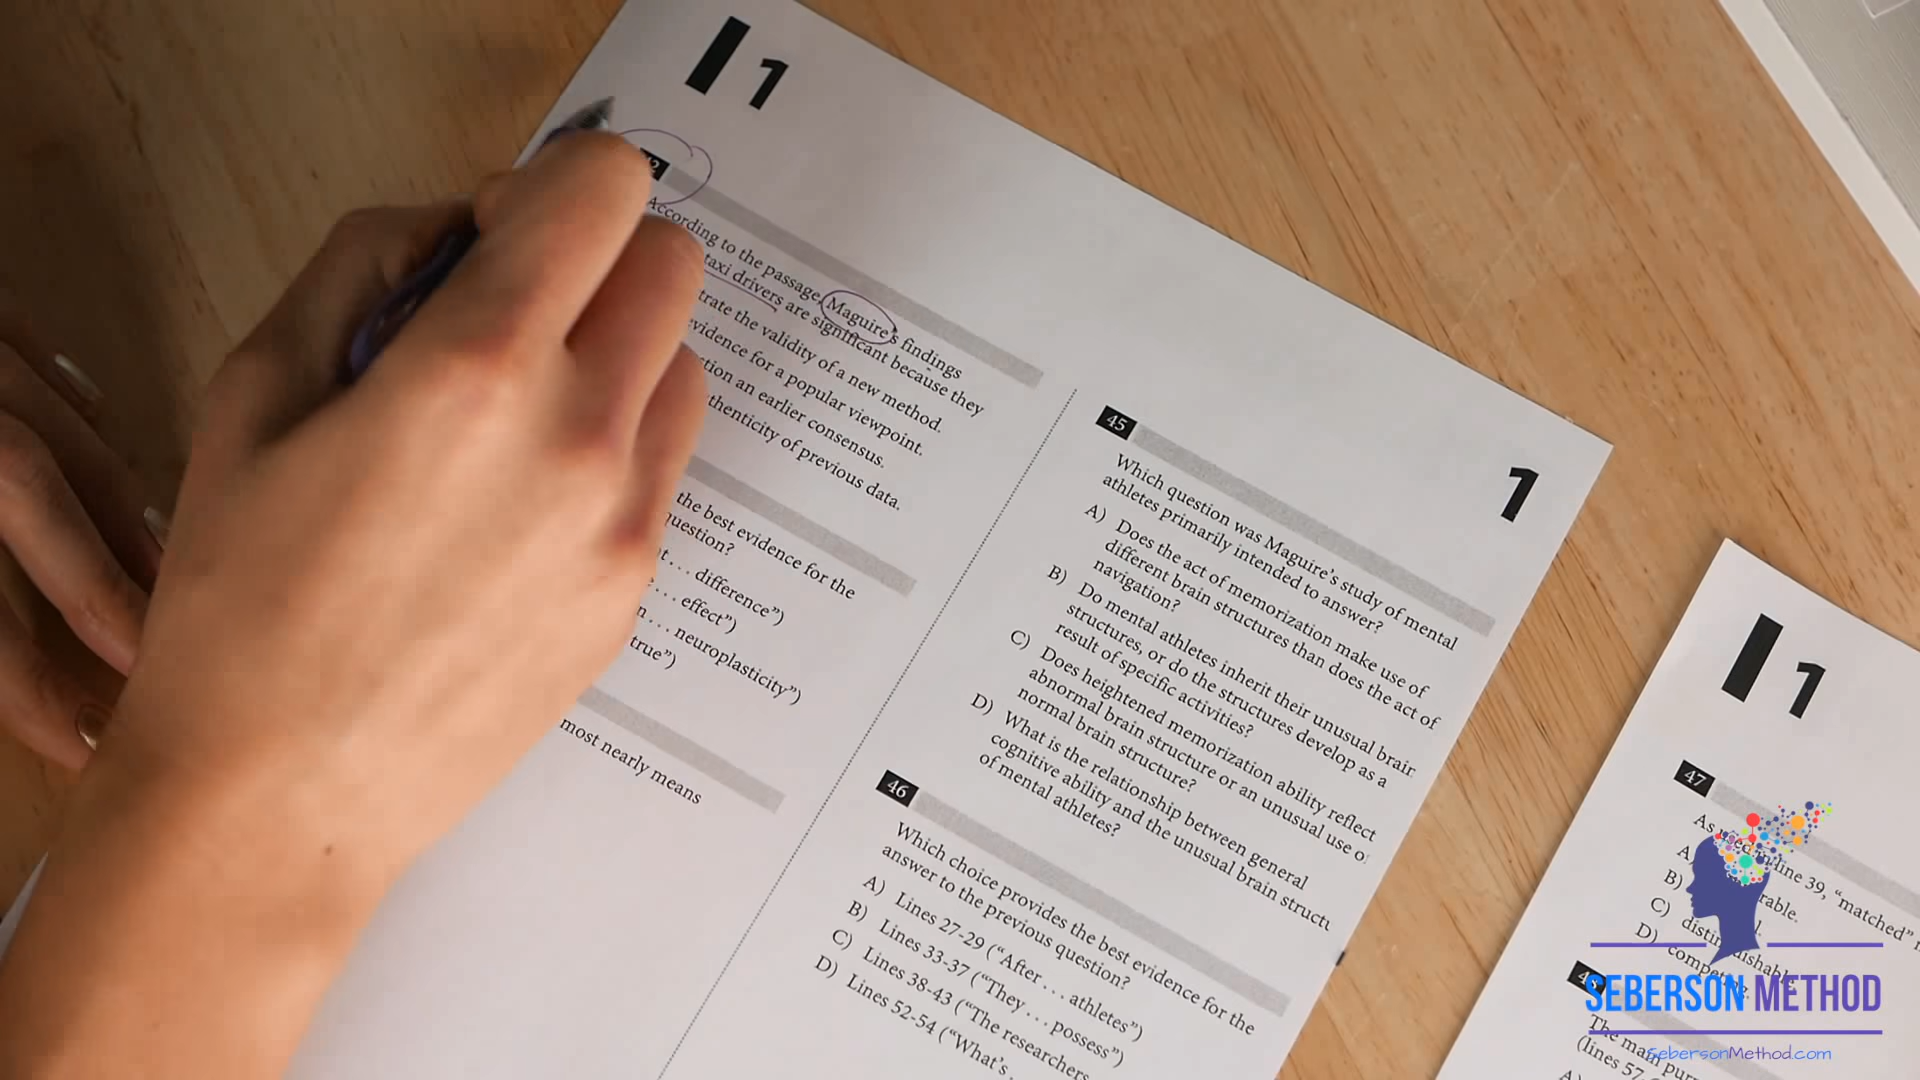 1
42
According to the passage, Maguire's findings
taxi drivers are significant because they
trate the validity of a new method.
evidence for a popular viewpoint.
tion an earlier consensus.
thenticity of previous data.
the best evidence for the
question?
difference")
... effect")
... neuroplasticity")
true")
most nearly means
1
45
Which question was Maguire's study of mental
athletes primarily intended to answer?
A) Does the act of memorization make use of
different brain structures than does the act of
navigation?
B) Do mental athletes inherit their unusual brain
structures, or do the structures develop as a
result of specific activities?
C) Does heightened memorization ability reflect
abnormal brain structure or an unusual use of
normal brain structure?
D) What is the relationship between general
cognitive ability and the unusual brain struct
of mental athletes?
46
Which choice provides the best evidence for the
answer to the previous question?
A) Lines 27-29 ("After ... athletes")
B) Lines 33-37 ("They ... possess")
C) Lines 38-43 ("The researchers
D) Lines 52-54 ("What's
1
47
As used in line 39, "matched"
A)
B) rable.
C)
D)
The main purp
(lines 57-
A)
SEBERSON METHOD
SebersonMethod.com